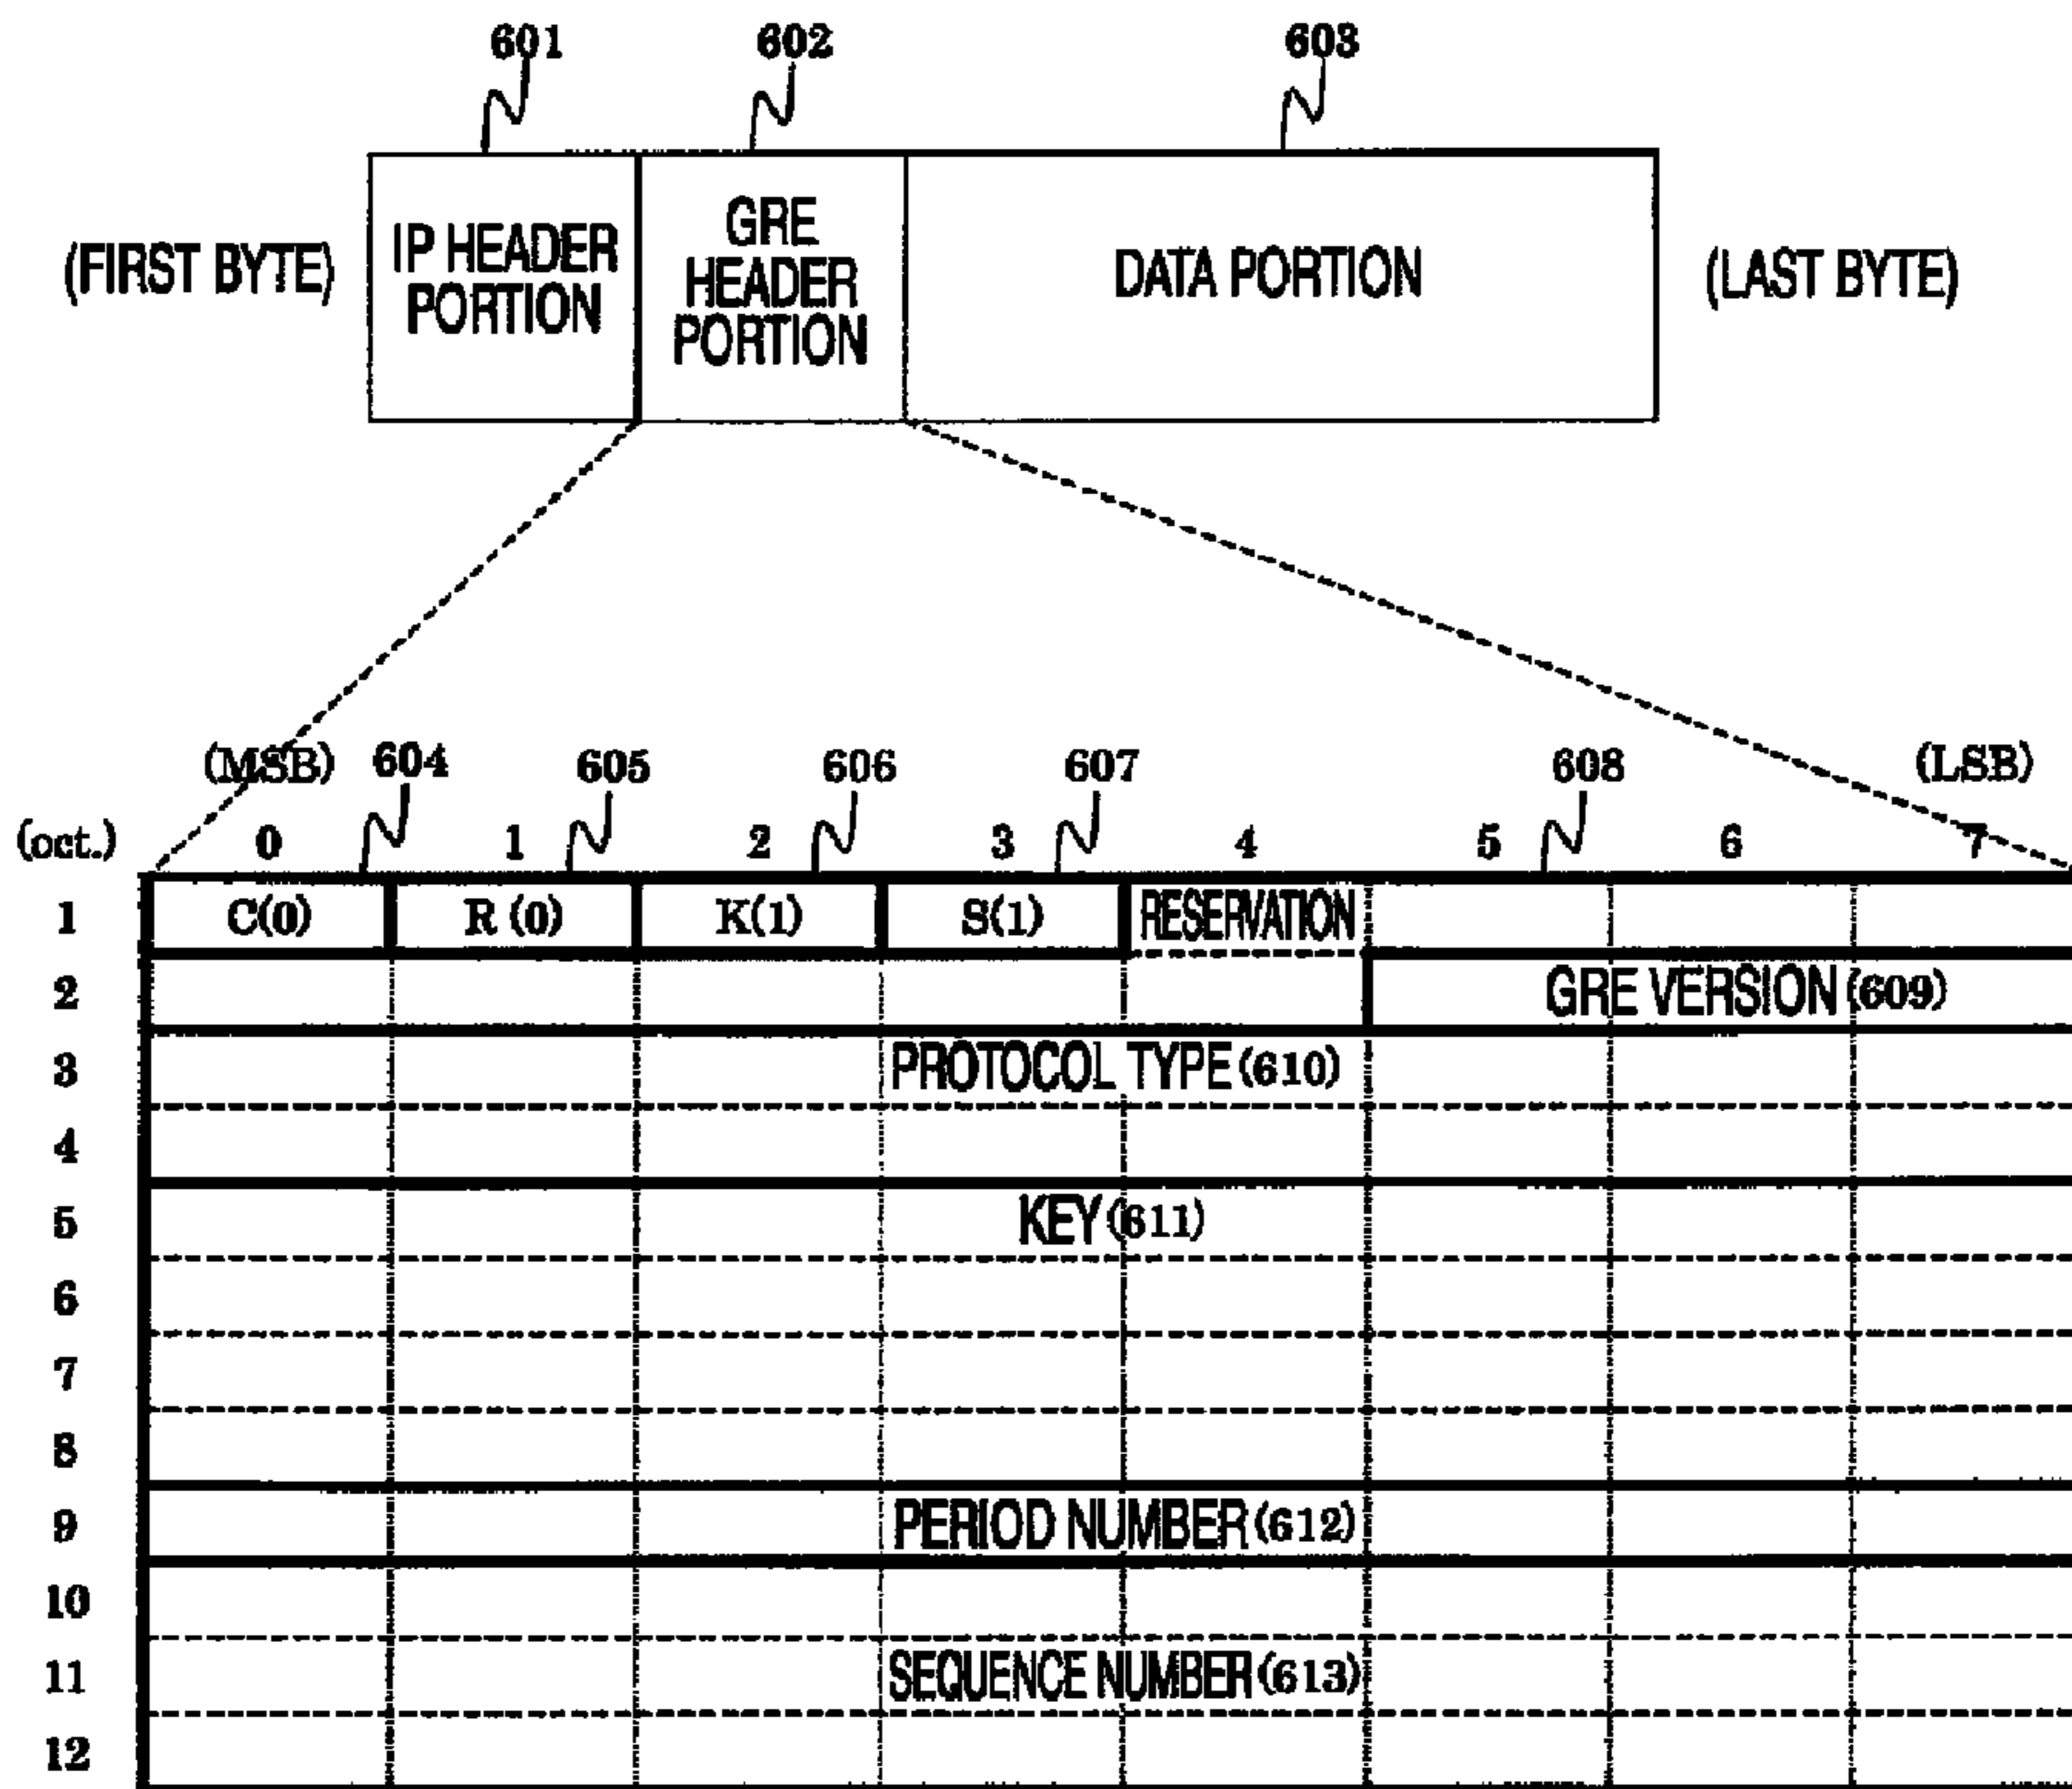 601 602 603
(FIRST BYTE)
IP HEADER
PORTION
GRE
HEADER
PORTION
DATA PORTION
(LAST BYTE)
(MSB) 604 605 606 607 608 (LSB)
(oct.) 0 1 2 3 4 5 6 7
1 C(0) R (0) K(1) S(1) RESERVATION
2 GRE VERSION (609)
3 PROTOCOL TYPE (610)
4
5 KEY (611)
6
7
8
9 PERIOD NUMBER (612)
10
11 SEQUENCE NUMBER (613)
12